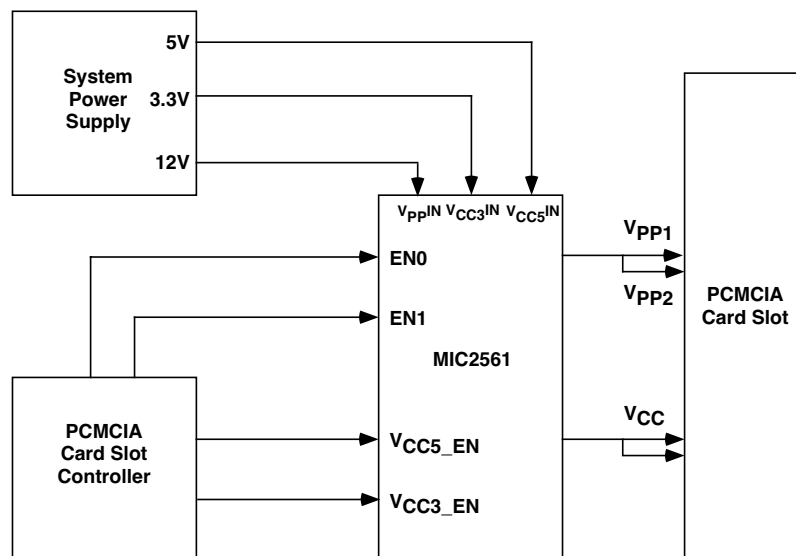 System
Power
Supply
5V
3.3V
12V
VPPIN VCC3IN VCC5IN
EN0
EN1
MIC2561
VCC5_EN
VCC3_EN
PCMCIA
Card Slot
Controller
VPP1
VPP2
VCC
PCMCIA
Card Slot